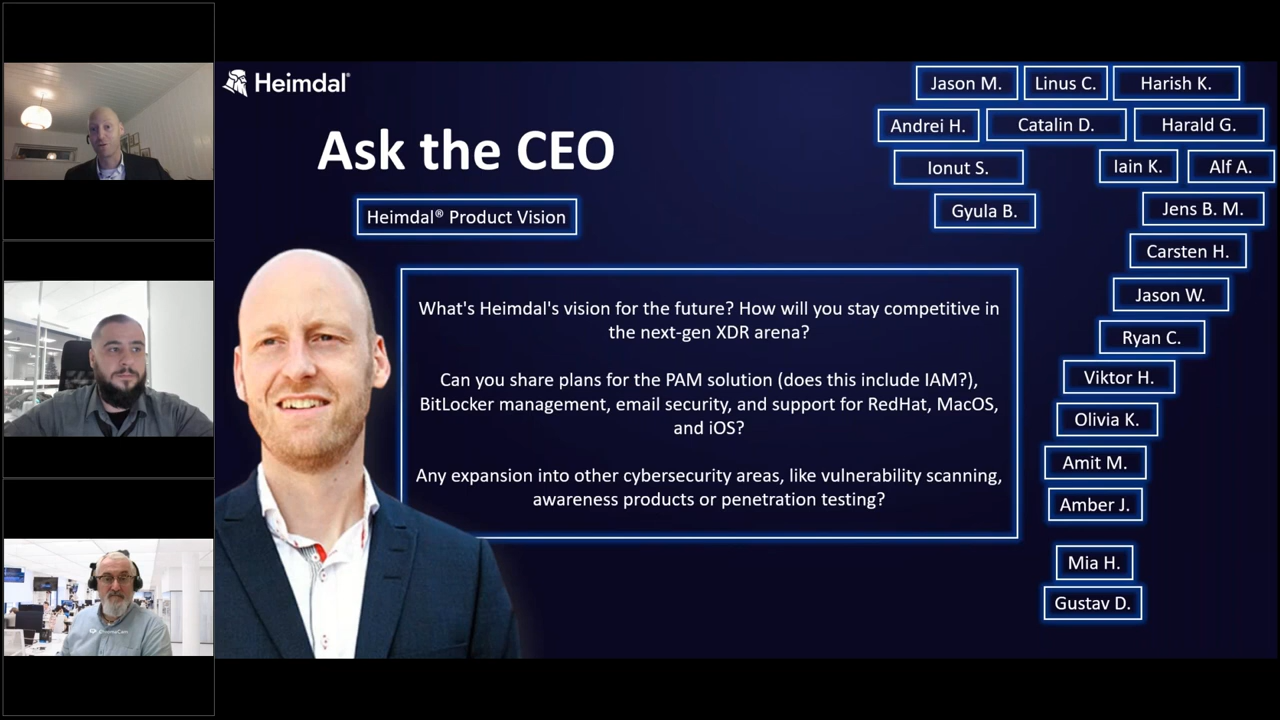 Heimdal®
Ask the CEO
Heimdal® Product Vision
What's Heimdal's vision for the future? How will you stay competitive in
the next-gen XDR arena?
Can you share plans for the PAM solution (does this include IAM?),
BitLocker management, email security, and support for RedHat, MacOS,
and iOS?
Any expansion into other cybersecurity areas, like vulnerability scanning,
awareness products or penetration testing?
Jason M.
Linus C.
Harish K.
Andrei H.
Catalin D.
Harald G.
Ionut S.
Iain K.
Alf A.
Gyula B.
Jens B. M.
Carsten H.
Jason W.
Ryan C.
Viktor H.
Olivia K.
Amit M.
Amber J.
Mia H.
Gustav D.